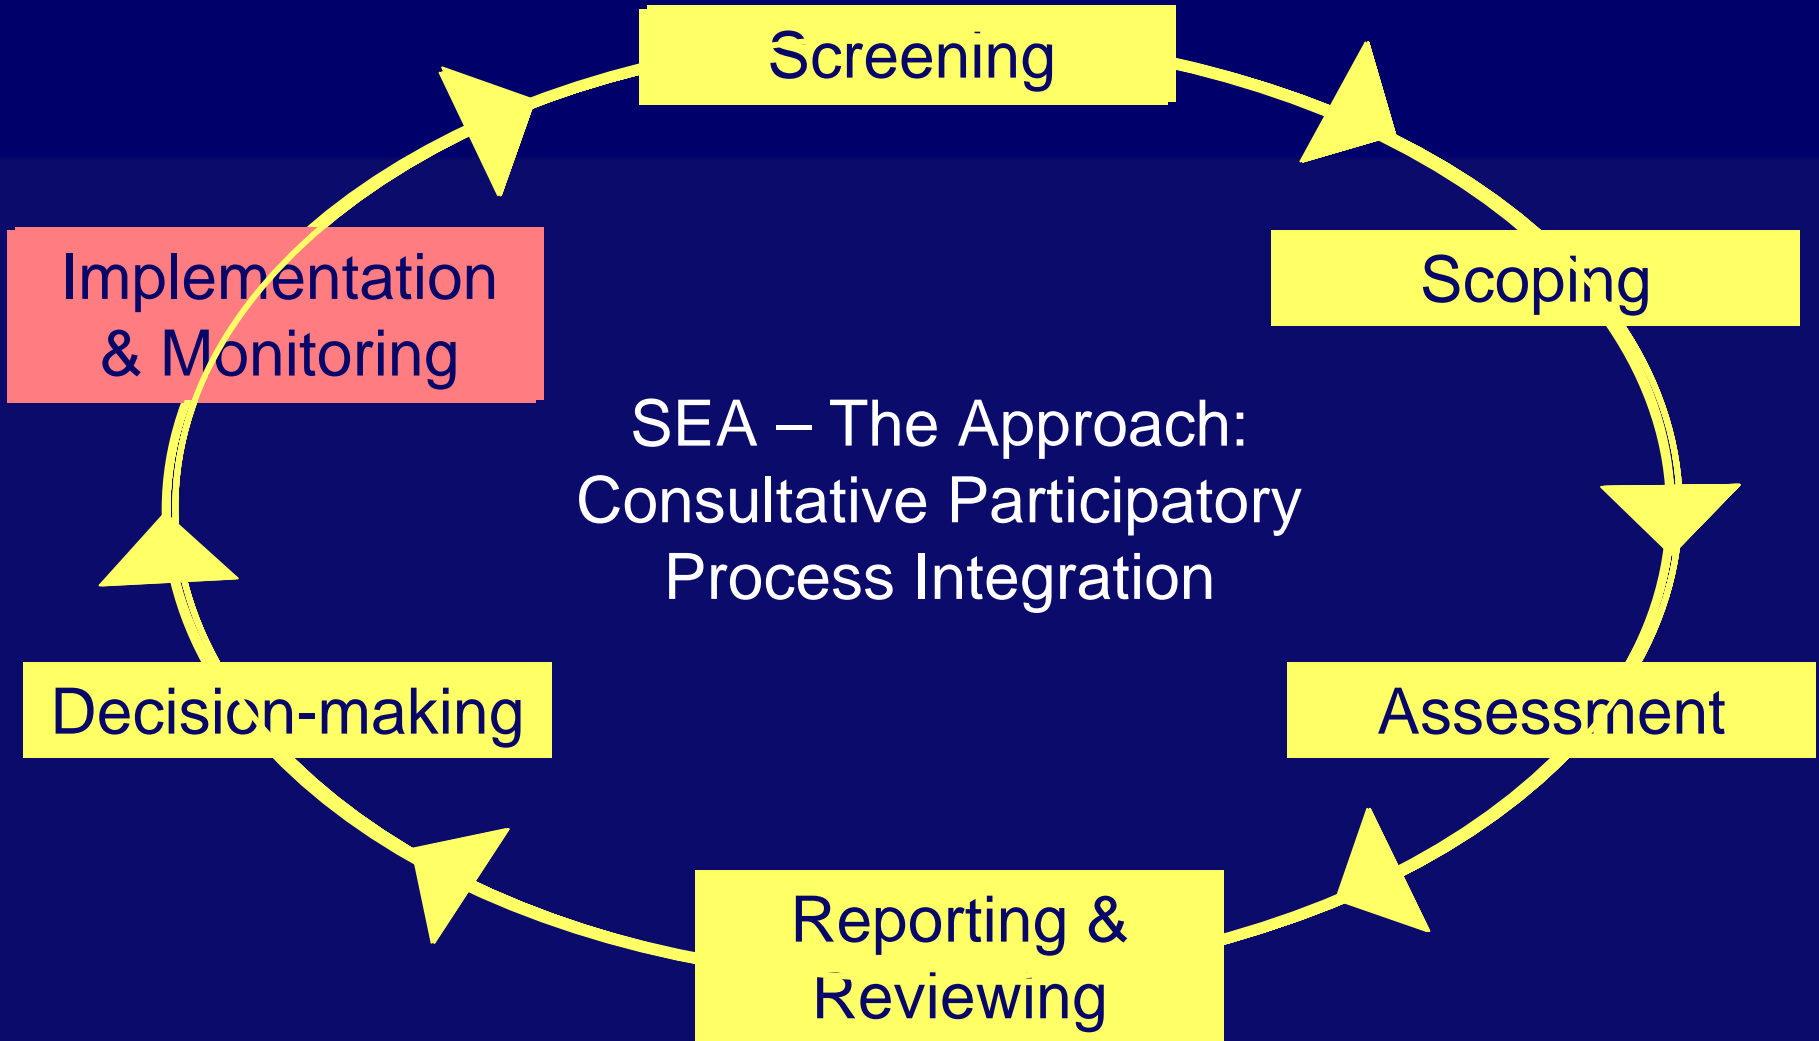 Screening
Implementation
& Monitoring
Scoping
SEA – The Approach:
Consultative Participatory
Process Integration
Decision-making
Assessment
Reporting &
Reviewing